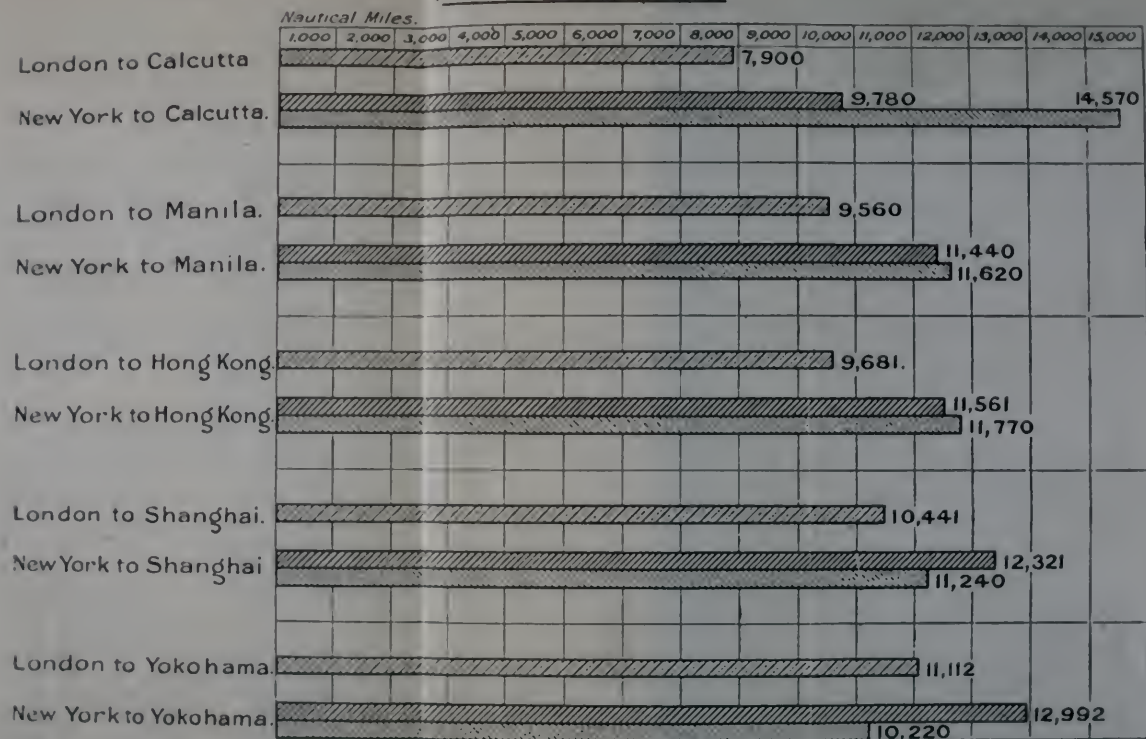 Nautical Miles.
1,000 2,000 3,000 4,000 5,000 6,000 7,000 8,000 9,000 10,000 11,000 12,000 13,000 14,000 15,000
London to Calcutta 7,900
New York to Calcutta. 9,780 14,570
London to Manila. 9,560
New York to Manila. 11,440
11,620
London to Hong Kong. 9,681.
New York to Hong Kong. 11,561
11,770
London to Shanghai. 10,441
New York to Shanghai 12,321
11,240
London to Yokohama. 11,112
New York to Yokohama. 12,992
10,220